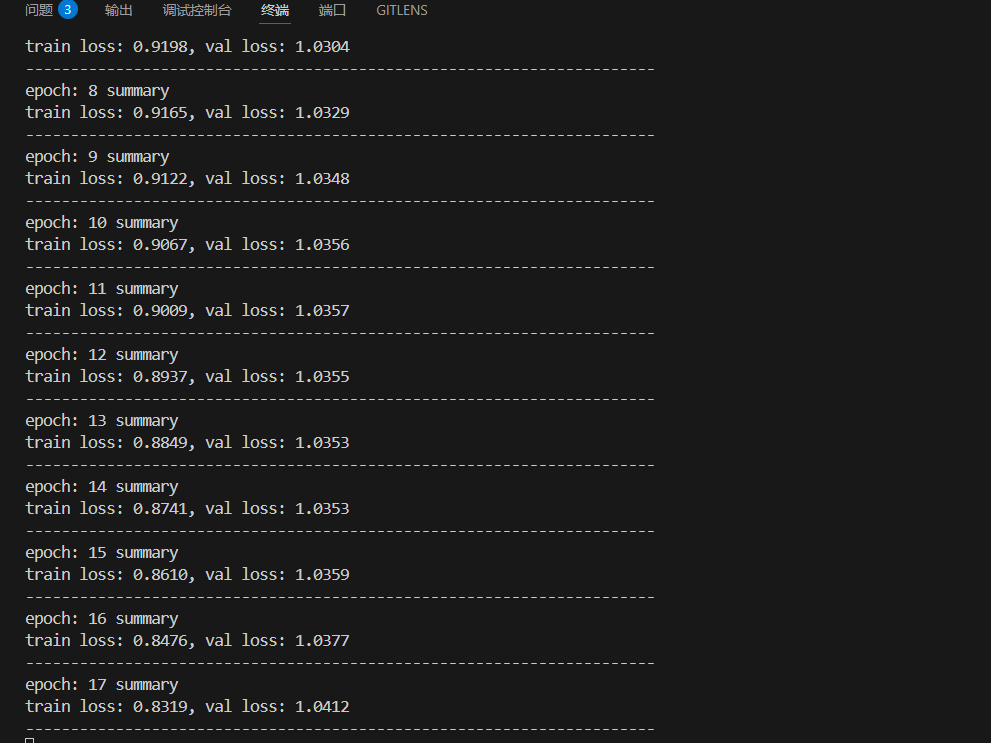 问题 3 输出 调试控制台 终端 端口 GITLENS
train loss: 0.9198, val loss: 1.0304
----------------------------------------------------------------------
epoch: 8 summary
train loss: 0.9165, val loss: 1.0329
----------------------------------------------------------------------
epoch: 9 summary
train loss: 0.9122, val loss: 1.0348
----------------------------------------------------------------------
epoch: 10 summary
train loss: 0.9067, val loss: 1.0356
----------------------------------------------------------------------
epoch: 11 summary
train loss: 0.9009, val loss: 1.0357
----------------------------------------------------------------------
epoch: 12 summary
train loss: 0.8937, val loss: 1.0355
----------------------------------------------------------------------
epoch: 13 summary
train loss: 0.8849, val loss: 1.0353
----------------------------------------------------------------------
epoch: 14 summary
train loss: 0.8741, val loss: 1.0353
----------------------------------------------------------------------
epoch: 15 summary
train loss: 0.8610, val loss: 1.0359
----------------------------------------------------------------------
epoch: 16 summary
train loss: 0.8476, val loss: 1.0377
----------------------------------------------------------------------
epoch: 17 summary
train loss: 0.8319, val loss: 1.0412
----------------------------------------------------------------------